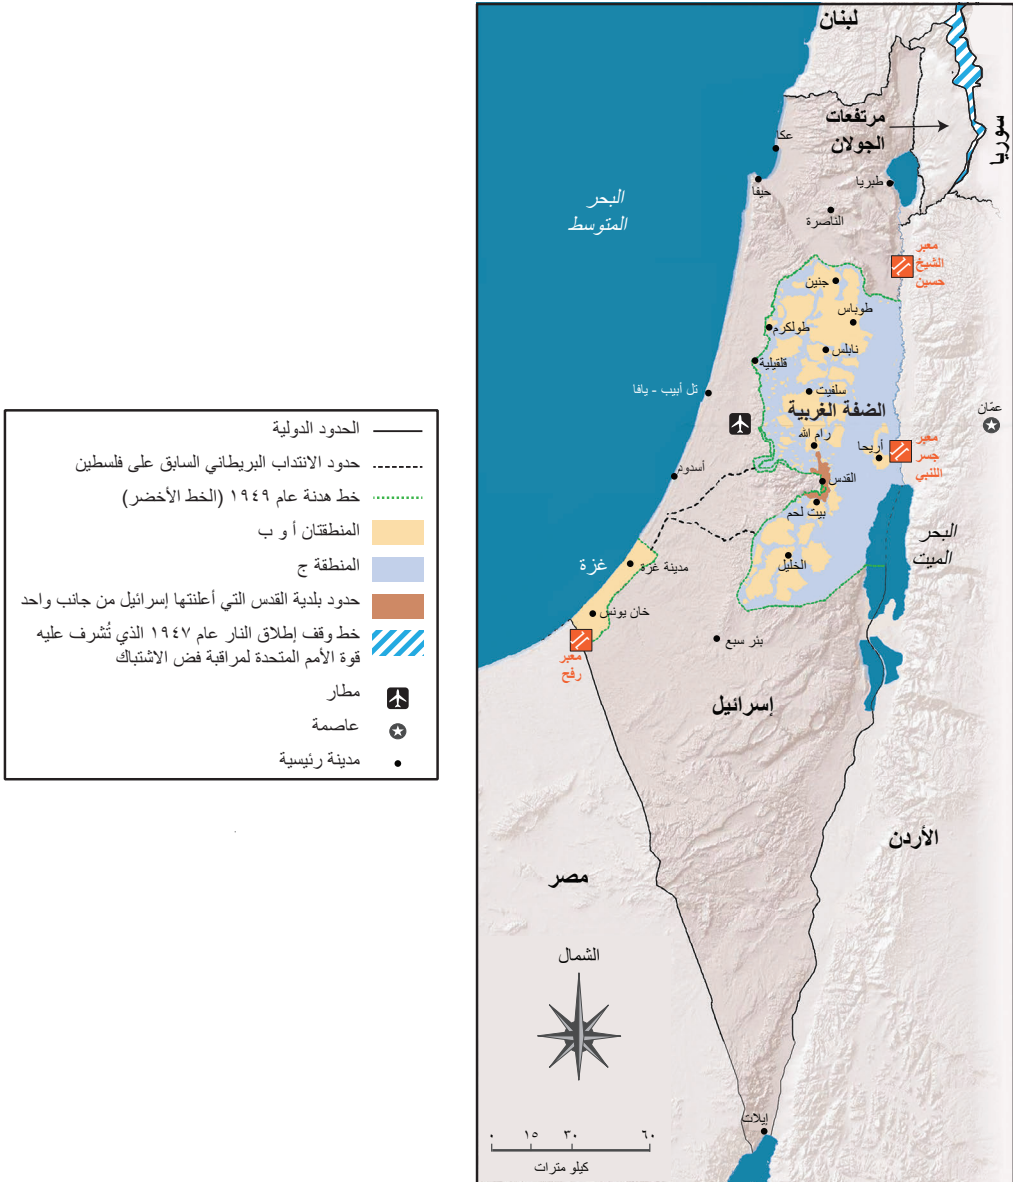 لبنان
سوريا
مرتفعات
الجولان
عكا
حيفا
طبريا
الناصرة
البحر
المتوسط
معبر
الشيخ
حسين
جنين
طوباس
طولكرم
نابلس
قلقيلية
سلفيت
تل أبيب - يافا
الضفة الغربية
عمّان
رام الله
أريحا
معبر
جسر
اللنبي
القدس
أسدود
بيت لحم
البحر
الميت
الخليل
غزة
مدينة غزة
خان يونس
معبر
رفح
بئر سبع
إسرائيل
الأردن
مصر
الشمال
إيلات
٠ ١٥ ٣٠ ٦٠
كيلو مترات
الحدود الدولية
حدود الانتداب البريطاني السابق على فلسطين
خط هدنة عام ١٩٤٩ (الخط الأخضر)
المنطقتان أ و ب
المنطقة ج
حدود بلدية القدس التي أعلنتها إسرائيل من جانب واحد
خط وقف إطلاق النار عام ١٩٤٧ الذي تُشرف عليه
قوة الأمم المتحدة لمراقبة فض الاشتباك
مطار
عاصمة
مدينة رئيسية